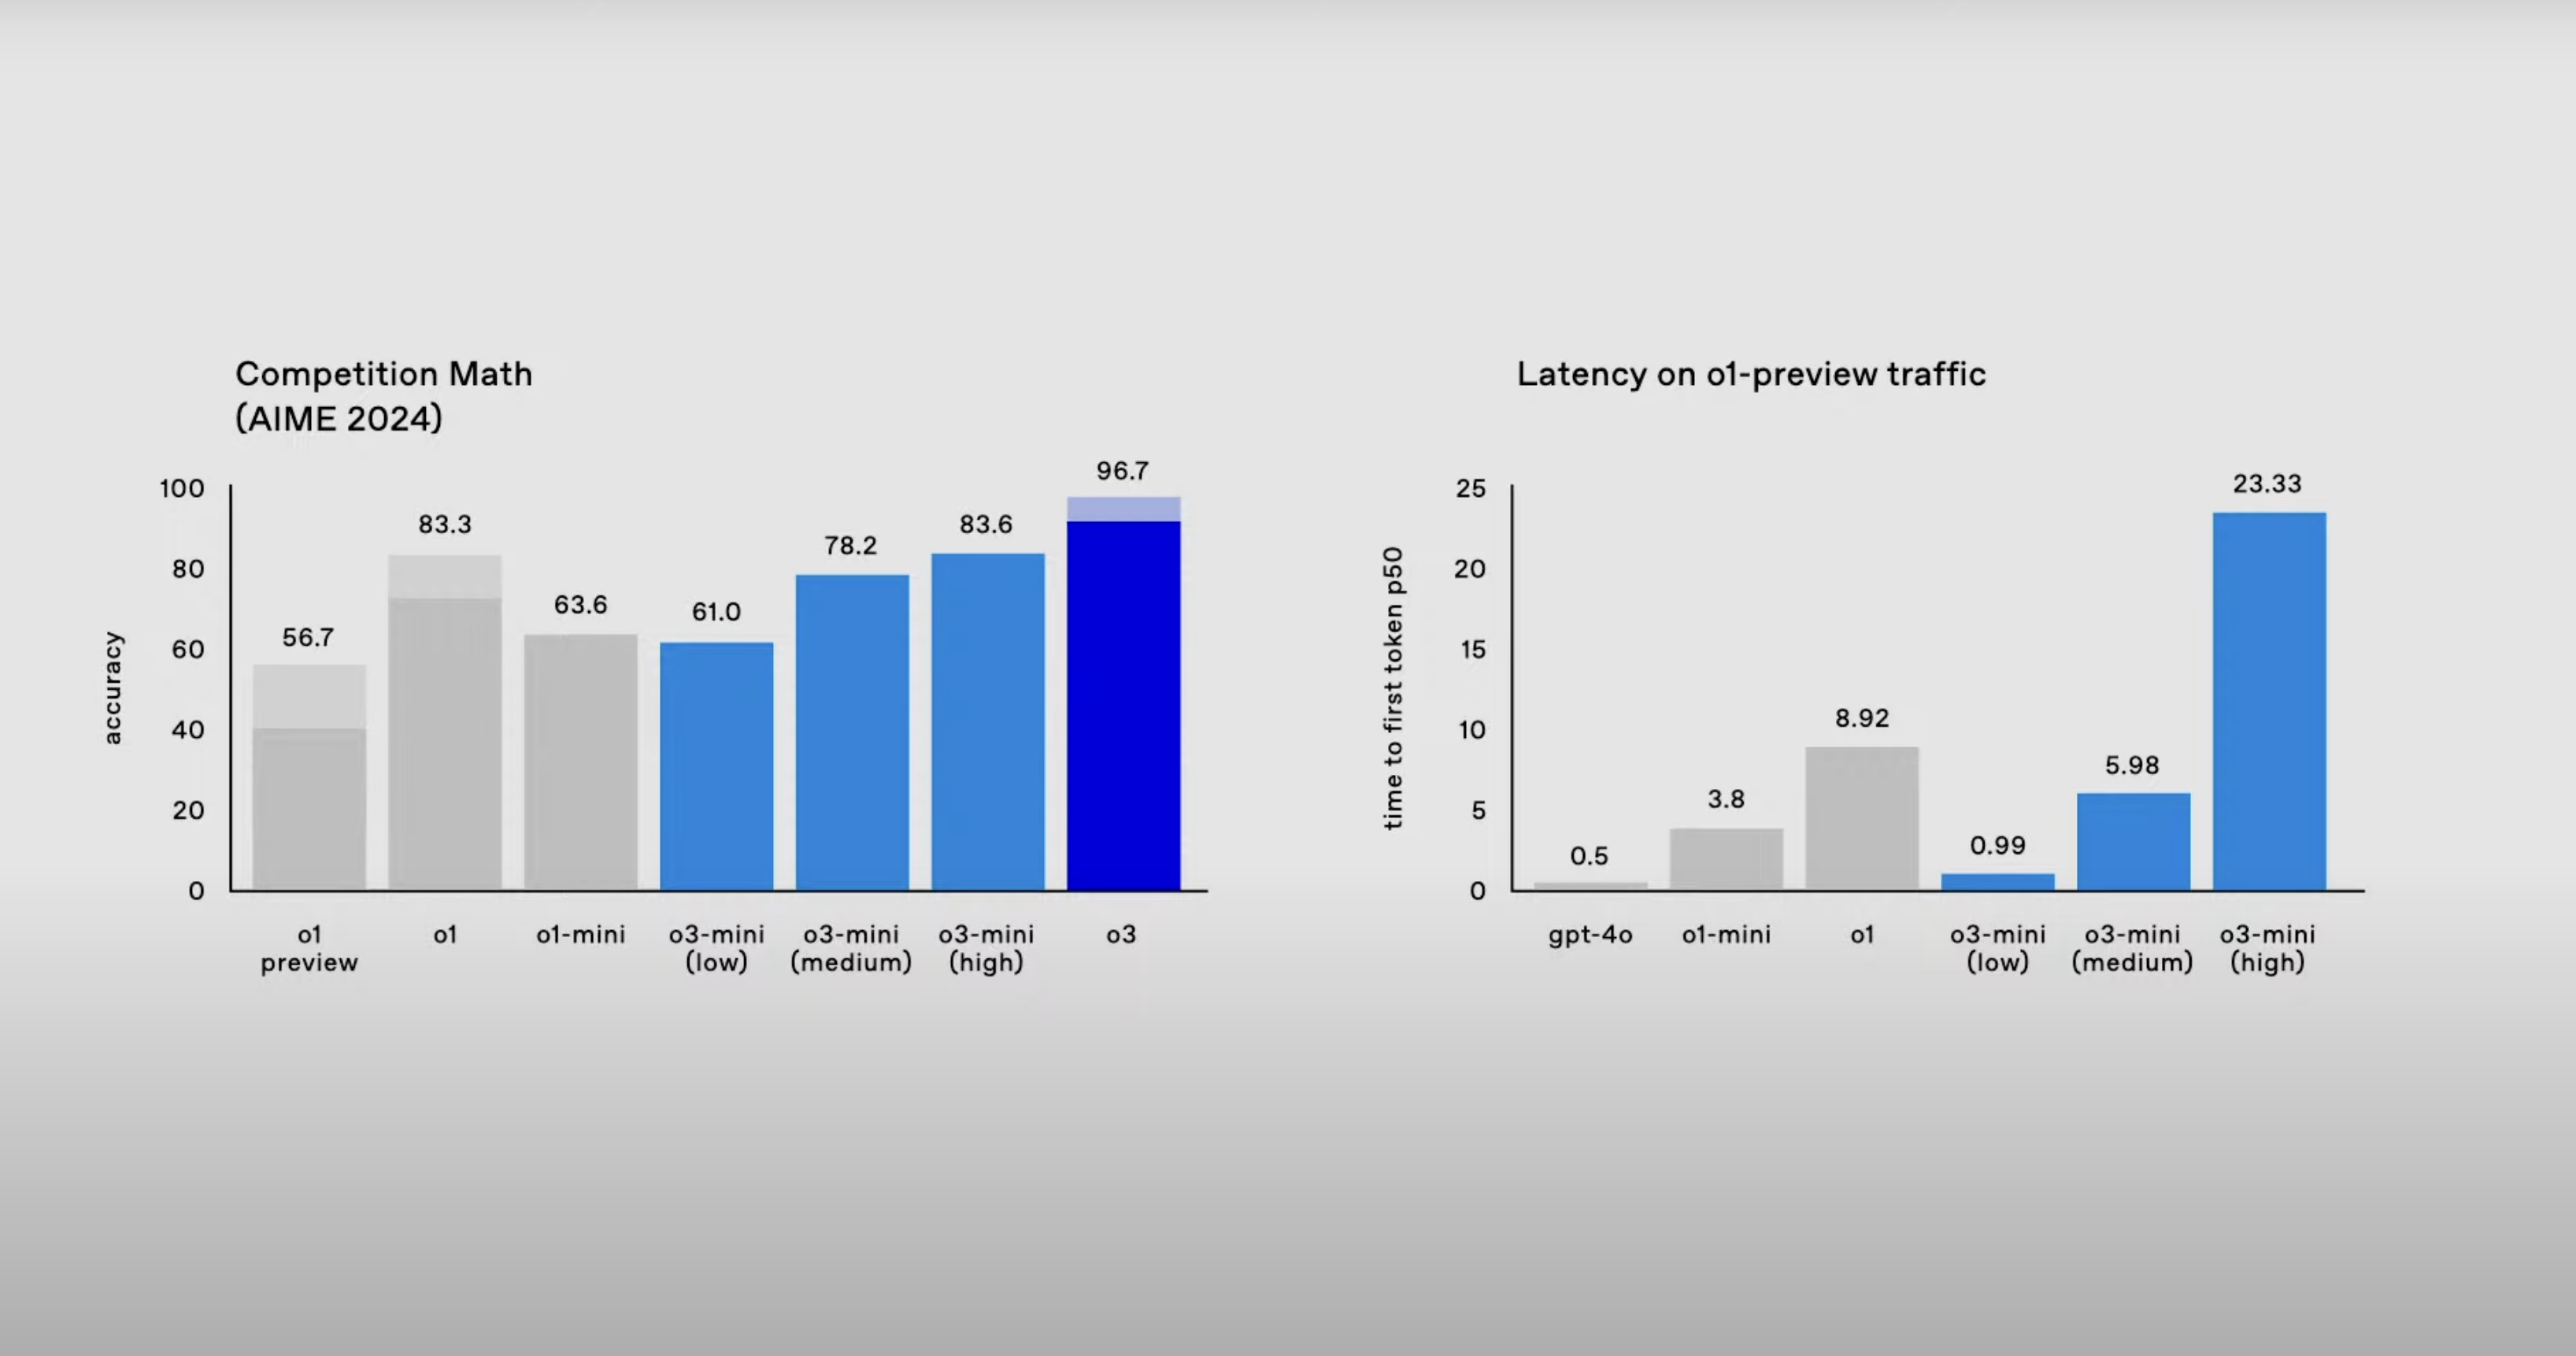 Competition Math
(AIME 2024)
accuracy
100
80
60
40
20
0
56.7
83.3
63.6
61.0
78.2
83.6
96.7
o1
preview
o1
o1-mini
o3-mini
(low)
o3-mini
(medium)
o3-mini
(high)
o3
Latency on o1-preview traffic
time to first token p50
25
20
15
10
5
0
0.5
3.8
8.92
0.99
5.98
23.33
gpt-4o
o1-mini
o1
o3-mini
(low)
o3-mini
(medium)
o3-mini
(high)